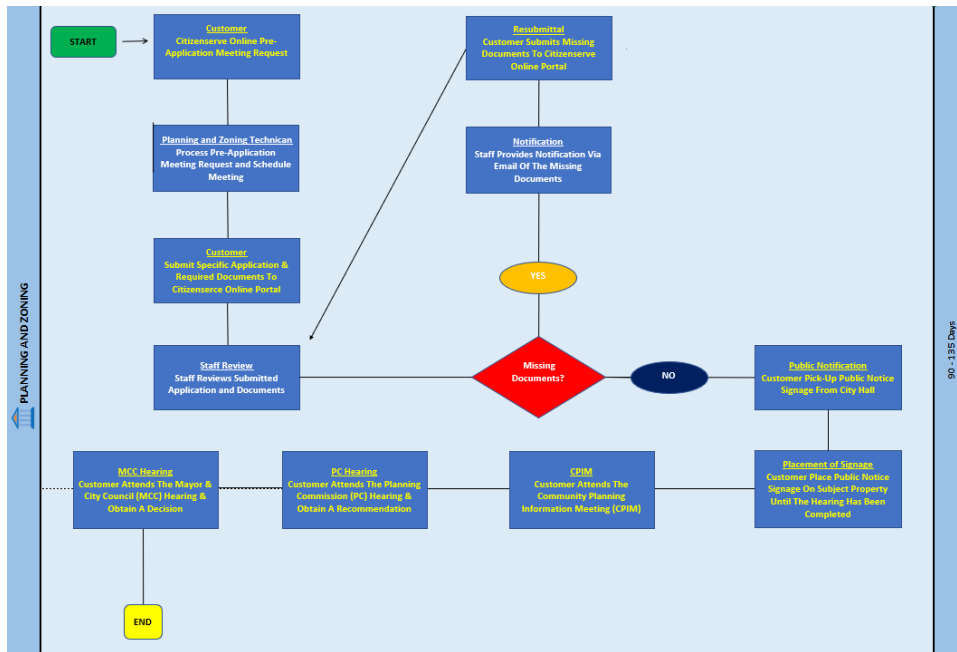 START
Customer
Citizenserve Online Pre-
Application Meeting Request
Planning and Zoning Technican
Process Pre-Application
Meeting Request and Schedule
Meeting
Customer
Submit Specific Application &
Required Documents To
Citizenserce Online Portal
Staff Review
Staff Reviews Submitted
Application and Documents
Missing
Documents?
YES
Notification
Staff Provides Notification Via
Email Of The Missing
Documents
Resubmittal
Customer Submits Missing
Documents To Citizenserve
Online Portal
NO
Public Notification
Customer Pick-Up Public Notice
Signage From City Hall
Placement of Signage
Customer Place Public Notice
Signage On Subject Property
Until The Hearing Has Been
Completed
CPIM
Customer Attends The
Community Planning
Information Meeting (CPIM)
PC Hearing
Customer Attends The Planning
Commission (PC) Hearing &
Obtain A Recommendation
MCC Hearing
Customer Attends The Mayor &
City Council (MCC) Hearing &
Obtain A Decision
END
PLANNING AND ZONING
90 - 135 Days